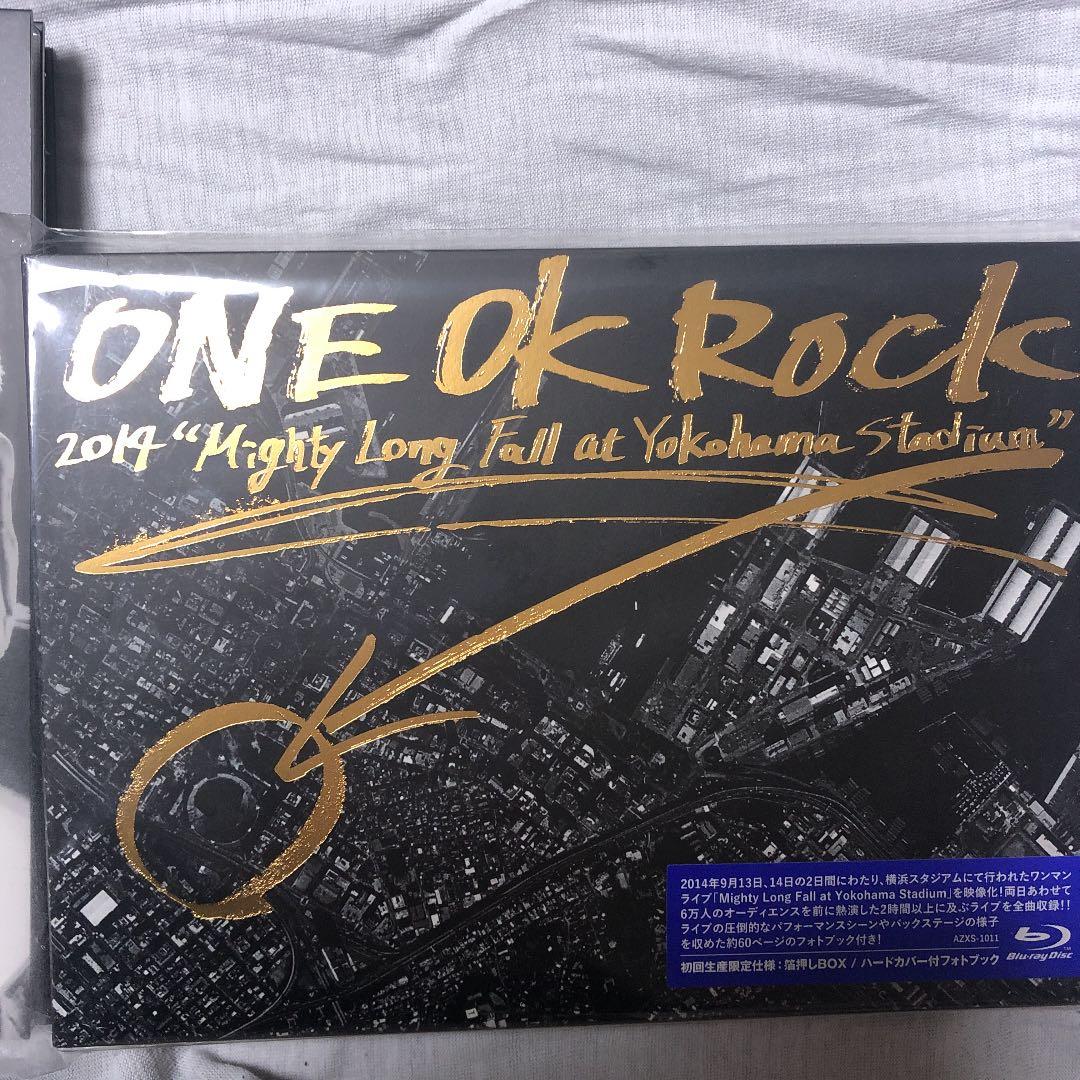 ONE OK ROCK
2014 “Mighty Long Fall at Yokohama Stadium”
2014年9月13日、14日の2日間にわたり、横浜スタジアムにて行われたワンマン
ライブ「Mighty Long Fall at Yokohama Stadium」を映像化!両日あわせて
6万人のオーディエンスを前に熱演した2時間以上に及ぶライブを全曲収録!!
ライブの圧倒的なパフォーマンスシーンやバックステージの様子
を収めた約60ページのフォトブック付き! AZXS-1011
初回生産限定仕様:箔押しBOX / ハードカバー付フォトブック
Blu-ray Disc